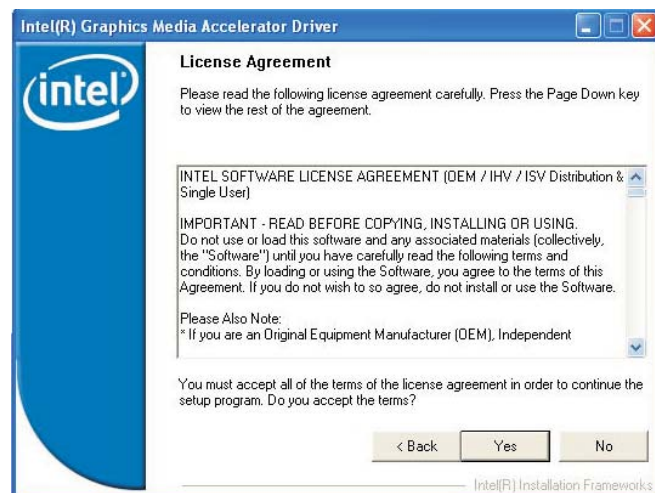 Intel(R) Graphics Media Accelerator Driver
intel
License Agreement
Please read the following license agreement carefully. Press the Page Down key
to view the rest of the agreement.
INTEL SOFTWARE LICENSE AGREEMENT (OEM / IHV / ISV Distribution &
Single User)
IMPORTANT - READ BEFORE COPYING, INSTALLING OR USING.
Do not use or load this software and any associated materials (collectively,
the "Software") until you have carefully read the following terms and
conditions. By loading or using the Software, you agree to the terms of this
Agreement. If you do not wish to so agree, do not install or use the Software.
Please Also Note:
* If you are an Original Equipment Manufacturer (OEM), Independent
You must accept all of the terms of the license agreement in order to continue the
setup program. Do you accept the terms?
< Back Yes No
Intel(R) Installation Frameworks